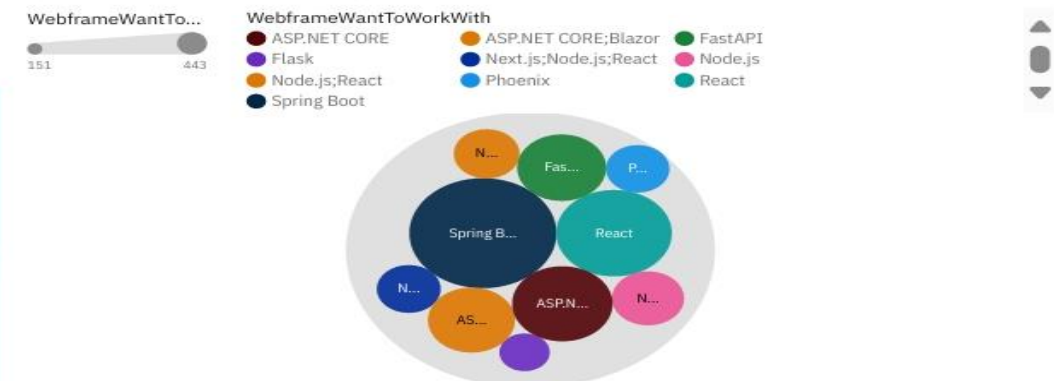 WebframeWantTo...
151 443
WebframeWantToWorkWith
ASP.NET CORE ASP.NET CORE;Blazor FastAPI
Flask Next.js;Node.js;React Node.js
Node.js;React Phoenix React
Spring Boot
N...
Fas...
P...
Spring B...
React
N...
N...
ASP.N...
AS...